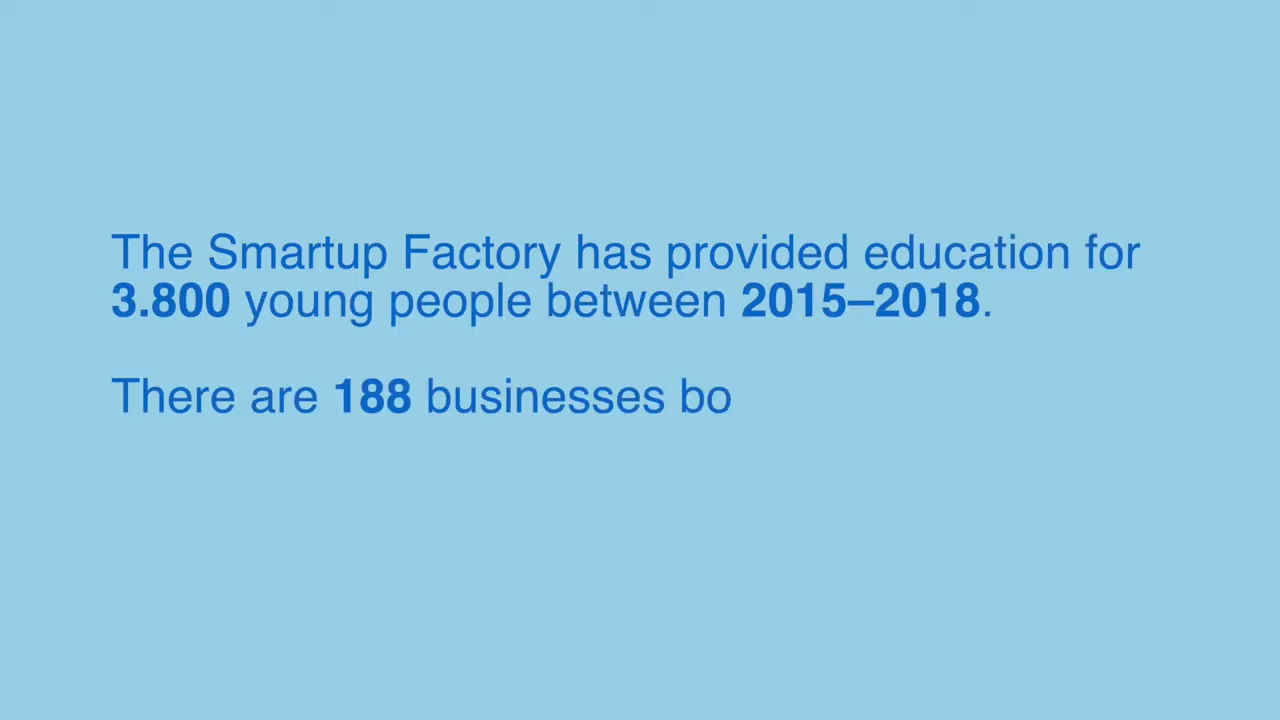 The Smartup Factory has provided education for
3.800 young people between 2015–2018.
There are 188 businesses bo